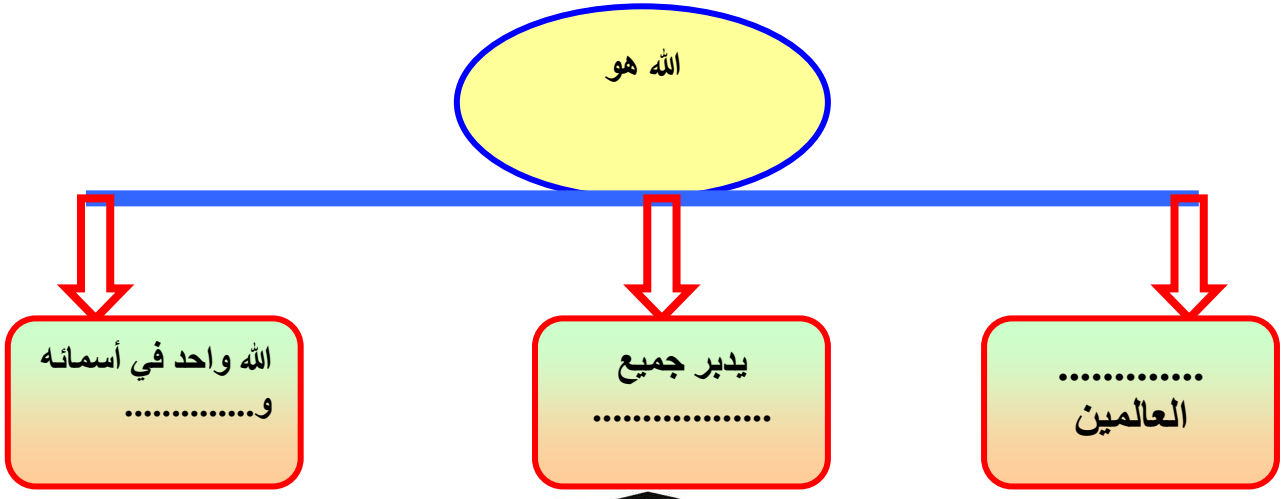 الله هو
.............
العالمين
يدبر جميع
.................
الله واحد في أسمائه
و..............